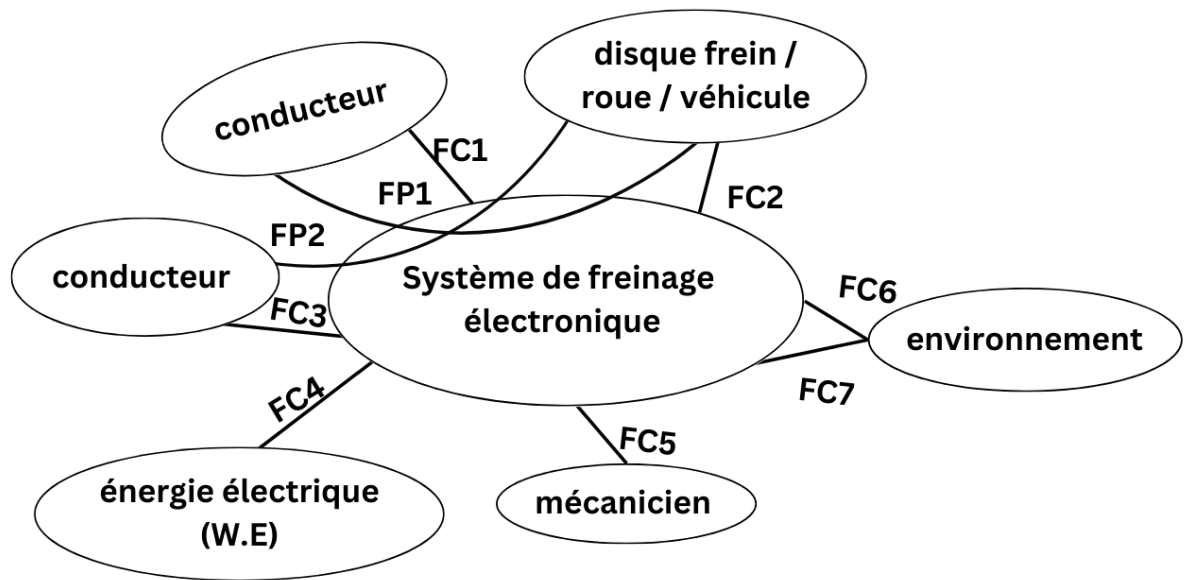 disque frein /
roue / véhicule
conducteur
FC1
FP1
FC2
FP2
conducteur
Système de freinage
électronique
FC3
FC6
environnement
FC7
FC4
FC5
énergie électrique
(W.E)
mécanicien